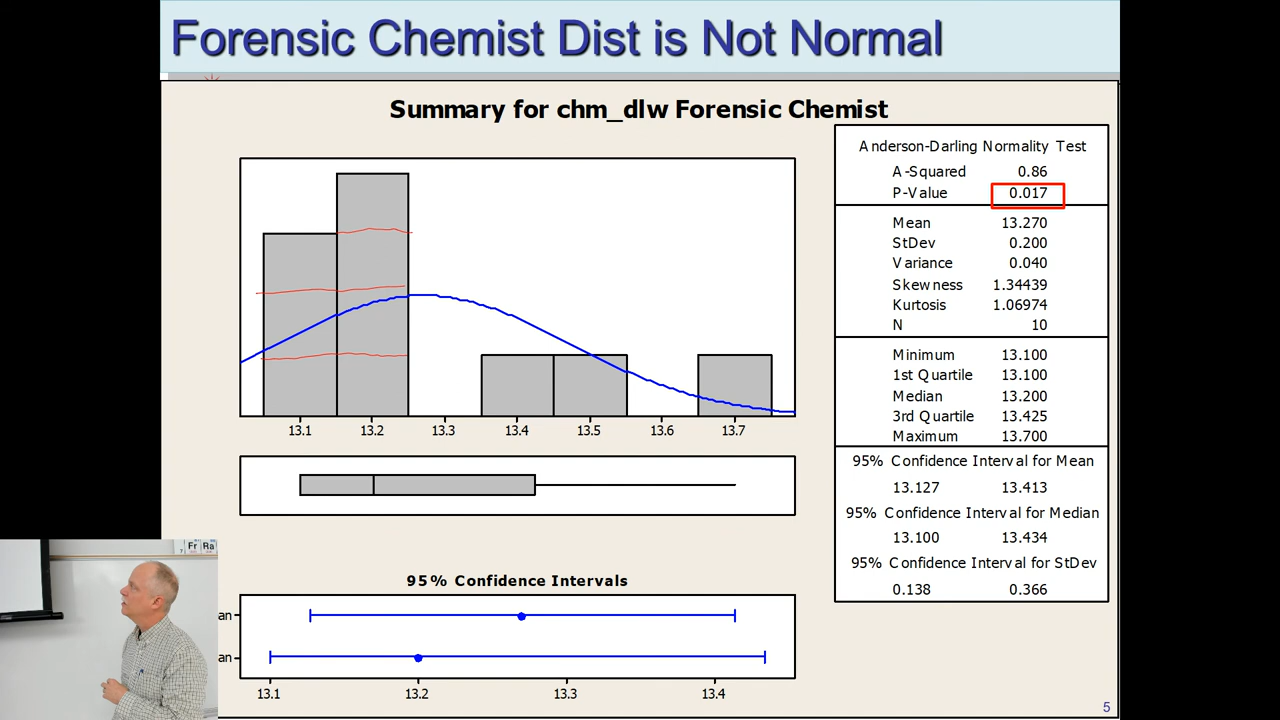 Forensic Chemist Dist is Not Normal
Summary for chm_dlw Forensic Chemist
13.1 13.2 13.3 13.4 13.5 13.6 13.7
95% Confidence Intervals
an
an
13.1 13.2 13.3 13.4
Anderson-Darling Normality Test
A-Squared 0.86
P-Value 0.017
Mean 13.270
StDev 0.200
Variance 0.040
Skewness 1.34439
Kurtosis 1.06974
N 10
Minimum 13.100
1st Quartile 13.100
Median 13.200
3rd Quartile 13.425
Maximum 13.700
95% Confidence Interval for Mean
13.127 13.413
95% Confidence Interval for Median
13.100 13.434
95% Confidence Interval for StDev
0.138 0.366
Fr Ra
5